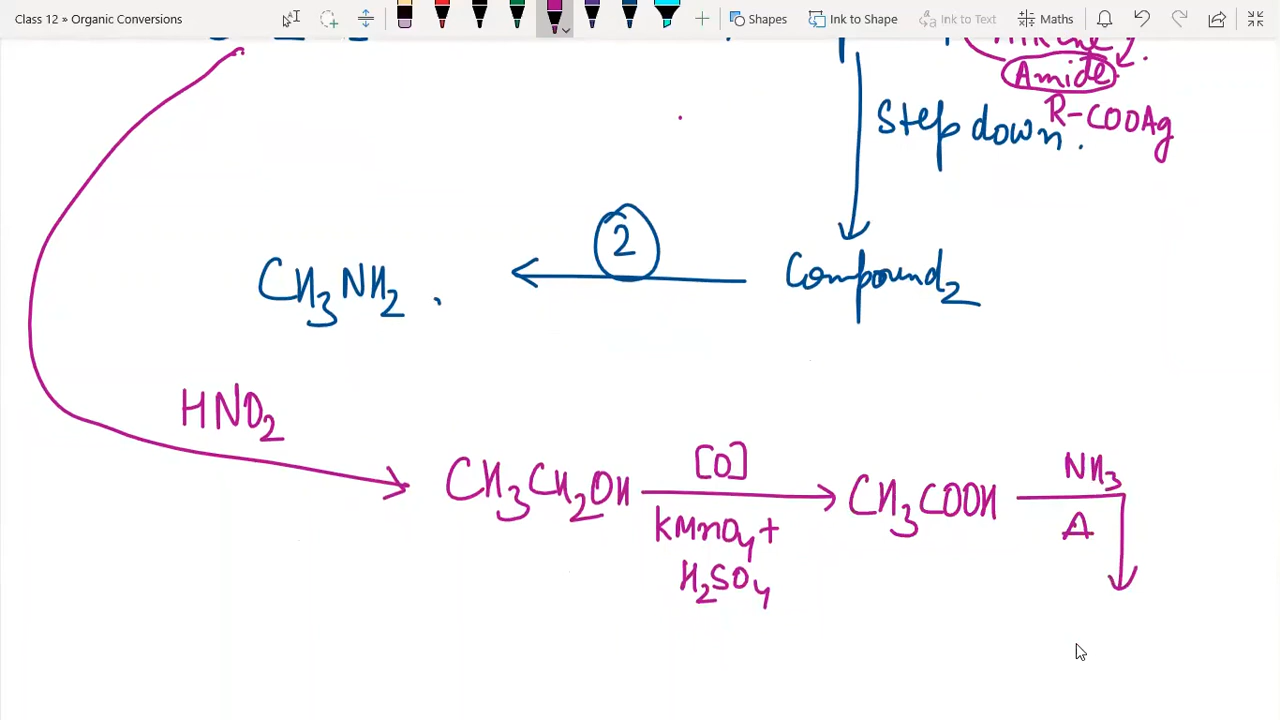 Class 12 » Organic Conversions
Shapes
Ink to Shape
Ink to Text
Maths
Alkene
Amide
R-COOAg
Step down.
2
CH3NH2.
Compound2
HNO2
CH3CH2OH
[O]
KMnO4+
H2SO4
CH3COOH
NH3
Δ